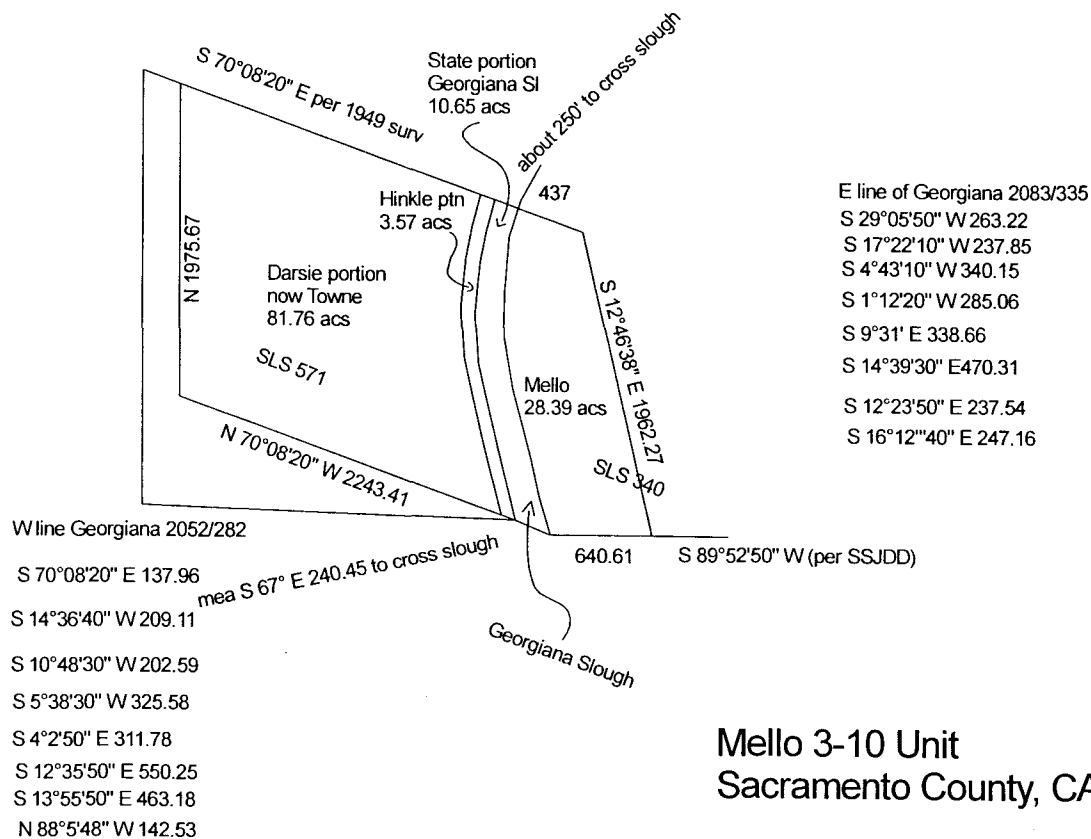 S 70°08'20" E per 1949 surv
State portion
Georgiana Sl
10.65 acs
about 250' to cross slough
437
Hinkle ptn
3.57 acs
N 1975.67
Darsie portion
now Towne
81.76 acs
SLS 571
S 12°46'38" E 1962.27
Mello
28.39 acs
SLS 340
N 70°08'20" W 2243.41
E line of Georgiana 2083/335
S 29°05'50" W 263.22
S 17°22'10" W 237.85
S 4°43'10" W 340.15
S 1°12'20" W 285.06
S 9°31' E 338.66
S 14°39'30" E470.31
S 12°23'50" E 237.54
S 16°12'"40" E 247.16
W line Georgiana 2052/282
S 70°08'20" E 137.96
S 14°36'40" W 209.11
S 10°48'30" W 202.59
S 5°38'30" W 325.58
S 4°2'50" E 311.78
S 12°35'50" E 550.25
S 13°55'50" E 463.18
N 88°5'48" W 142.53
mea S 67° E 240.45 to cross slough
640.61
S 89°52'50" W (per SSJDD)
Georgiana Slough
Mello 3-10 Unit
Sacramento County, CA